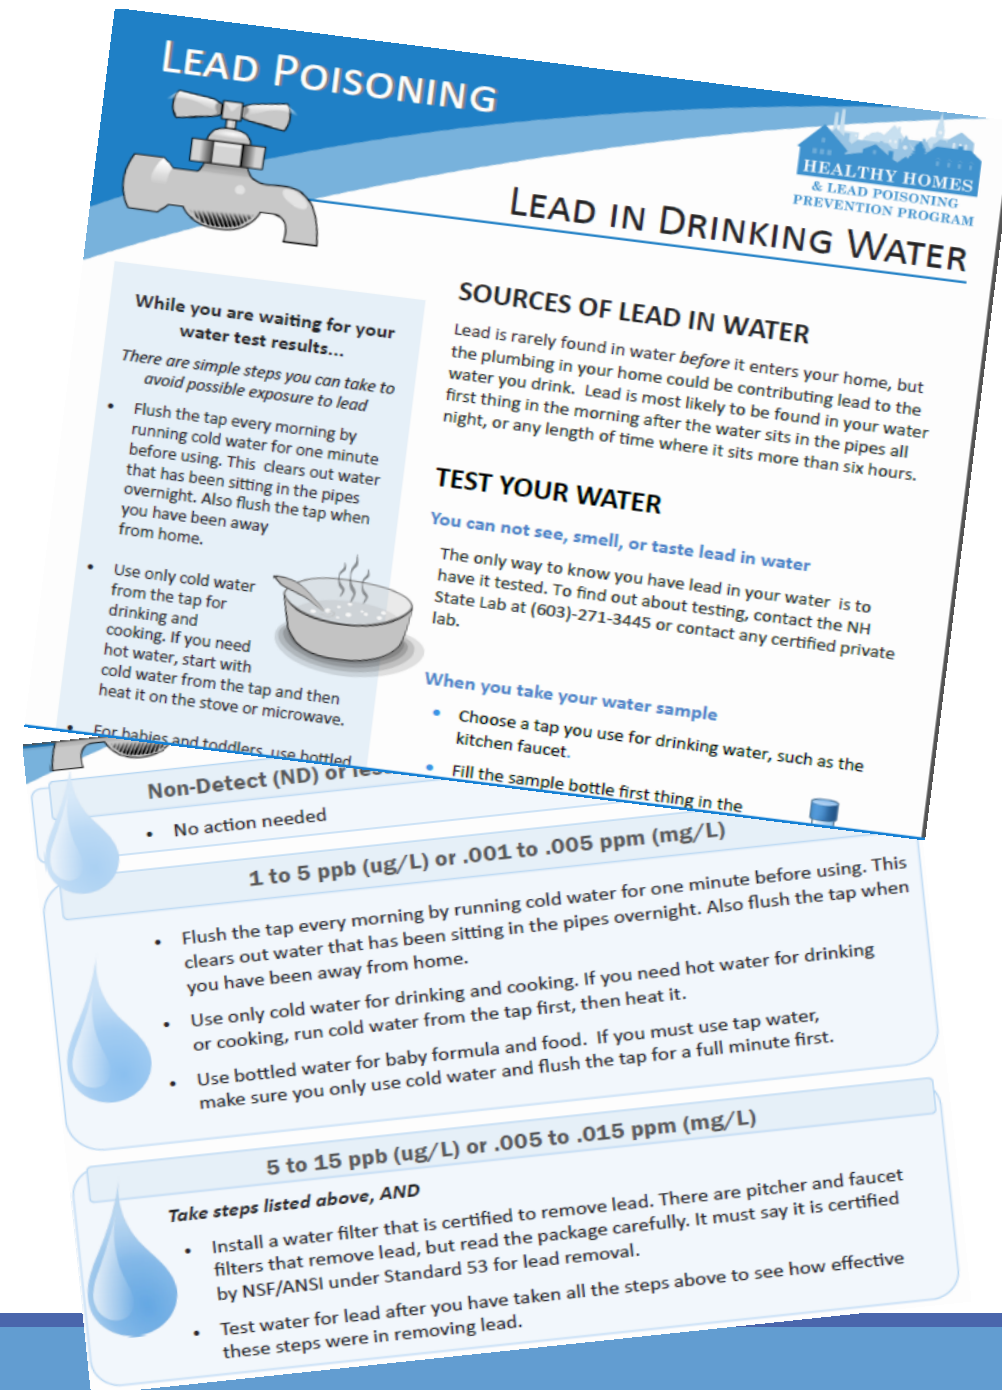 LEAD POISONING
HEALTHY HOMES
& LEAD POISONING
PREVENTION PROGRAM
LEAD IN DRINKING WATER
While you are waiting for your
water test results...
There are simple steps you can take to
avoid possible exposure to lead
• Flush the tap every morning by
running cold water for one minute
before using. This clears out water
that has been sitting in the pipes
overnight. Also flush the tap when
you have been away
from home.
• Use only cold water
from the tap for
drinking and
cooking. If you need
hot water, start with
cold water from the tap and then
heat it on the stove or microwave.
• For babies and toddlers, use bottled
SOURCES OF LEAD IN WATER
Lead is rarely found in water before it enters your home, but
the plumbing in your home could be contributing lead to the
water you drink. Lead is most likely to be found in your water
first thing in the morning after the water sits in the pipes all
night, or any length of time where it sits more than six hours.
TEST YOUR WATER
You can not see, smell, or taste lead in water
The only way to know you have lead in your water is to
have it tested. To find out about testing, contact the NH
State Lab at (603)-271-3445 or contact any certified private
lab.
When you take your water sample
• Choose a tap you use for drinking water, such as the
kitchen faucet.
• Fill the sample bottle first thing in the
Non-Detect (ND) or
• No action needed
1 to 5 ppb (ug/L) or .001 to .005 ppm (mg/L)
• Flush the tap every morning by running cold water for one minute before using. This
clears out water that has been sitting in the pipes overnight. Also flush the tap when
you have been away from home.
• Use only cold water for drinking and cooking. If you need hot water for drinking
or cooking, run cold water from the tap first, then heat it.
• Use bottled water for baby formula and food. If you must use tap water,
make sure you only use cold water and flush the tap for a full minute first.
5 to 15 ppb (ug/L) or .005 to .015 ppm (mg/L)
Take steps listed above, AND
• Install a water filter that is certified to remove lead. There are pitcher and faucet
filters that remove lead, but read the package carefully. It must say it is certified
by NSF/ANSI under Standard 53 for lead removal.
• Test water for lead after you have taken all the steps above to see how effective
these steps were in removing lead.